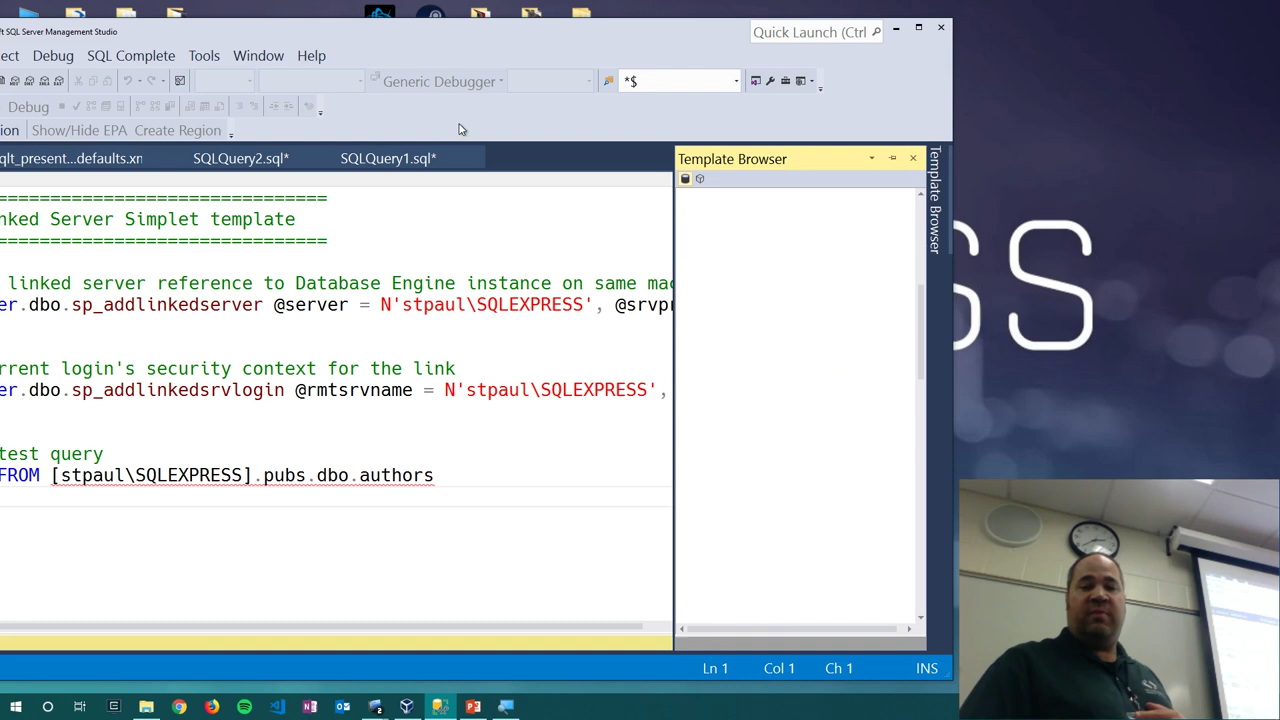 ft SQL Server Management Studio
Quick Launch (Ctrl
ect Debug SQL Complete Tools Window Help
Generic Debugger
*$
Debug
ion Show/Hide EPA Create Region
qlt_present...defaults.xn SQLQuery2.sql* SQLQuery1.sql*
Template Browser
Template Browser
==============================
nked Server Simplet template
==============================
linked server reference to Database Engine instance on same mac
er.dbo.sp_addlinkedserver @server = N'stpaul\SQLEXPRESS', @srvpr
rrent login's security context for the link
er.dbo.sp_addlinkedsrvlogin @rmtsrvname = N'stpaul\SQLEXPRESS',
test query
FROM [stpaul\SQLEXPRESS].pubs.dbo.authors
SS
Ln 1 Col 1 Ch 1 INS